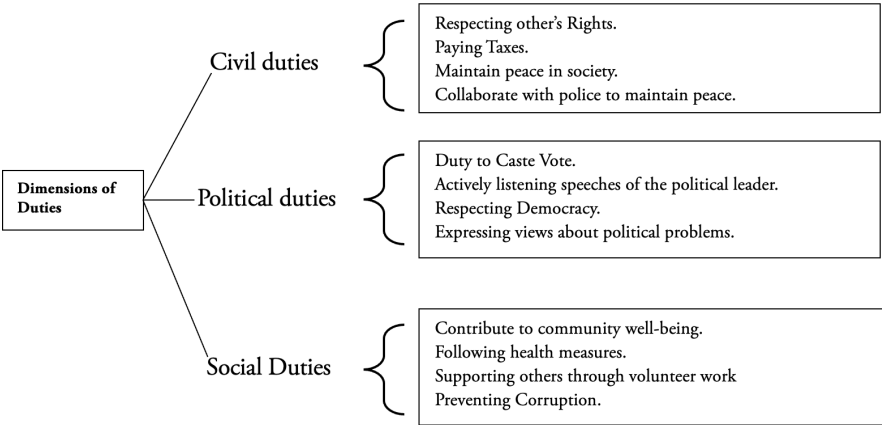 Dimensions of
Duties
Civil duties
Respecting other's Rights.
Paying Taxes.
Maintain peace in society.
Collaborate with police to maintain peace.
Political duties
Duty to Caste Vote.
Actively listening speeches of the political leader.
Respecting Democracy.
Expressing views about political problems.
Social Duties
Contribute to community well-being.
Following health measures.
Supporting others through volunteer work
Preventing Corruption.